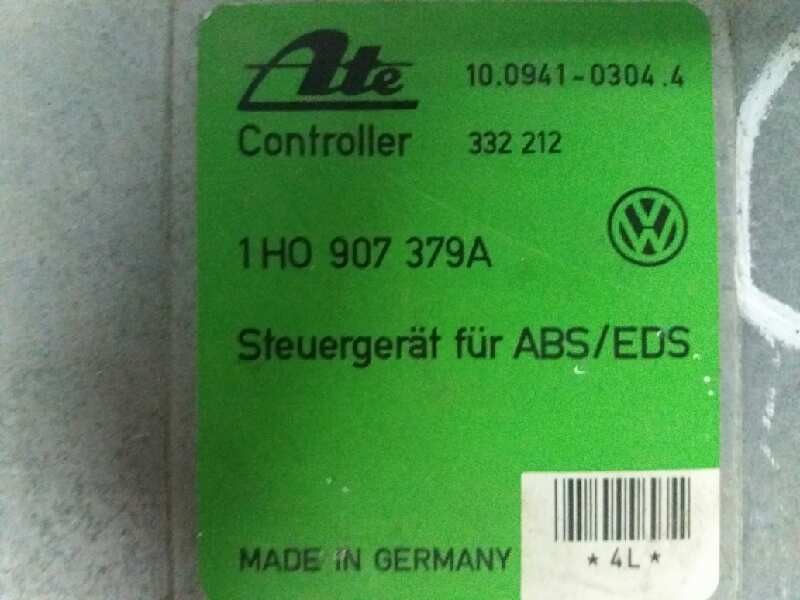 Ate 10.0941-0304.4
Controller 332 212
VW
1H0 907 379A
Steuergerät für ABS/EDS
MADE IN GERMANY *4L*